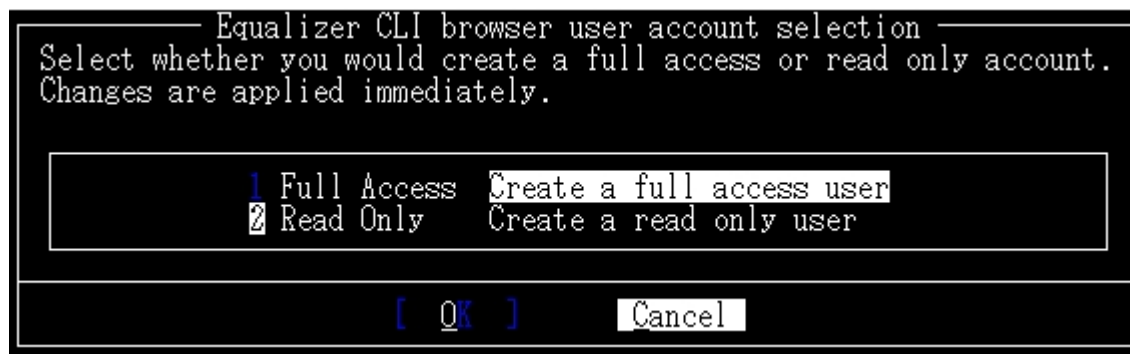 Equalizer CLI browser user account selection
Select whether you would create a full access or read only account.
Changes are applied immediately.
1 Full Access Create a full access user
2 Read Only Create a read only user
[ OK ] Cancel